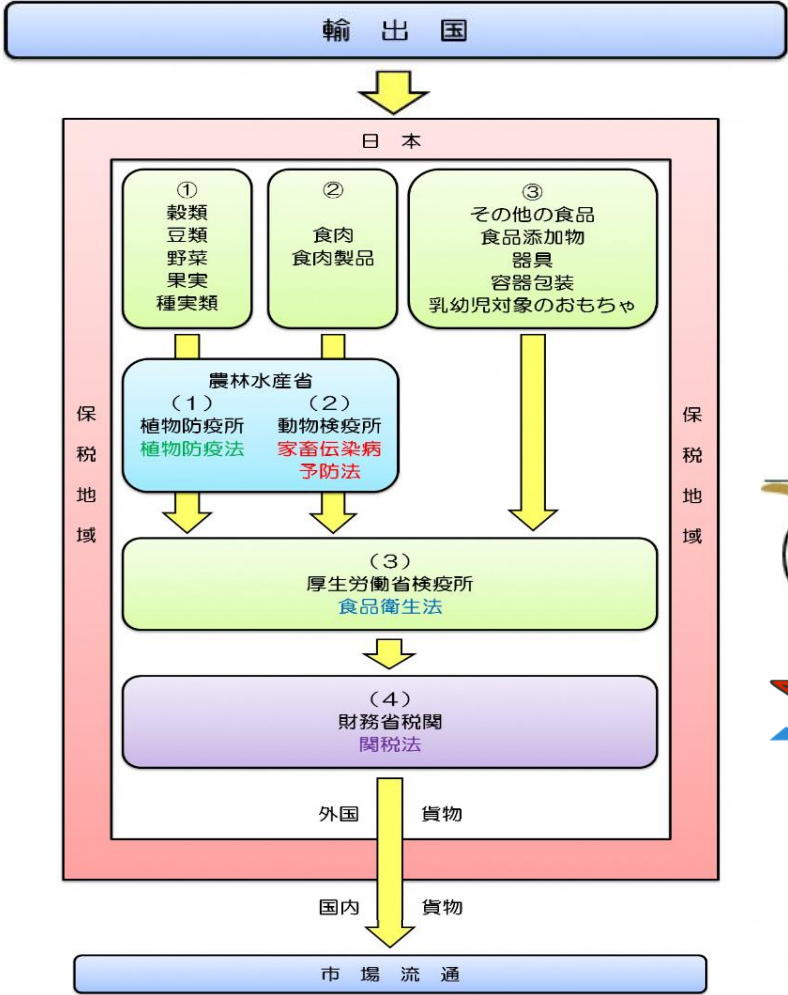 輸出国
日本
保税地域
①
穀類
豆類
野菜
果実
種実類
②
食肉
食肉製品
③
その他の食品
食品添加物
器具
容器包装
乳幼児対象のおもちゃ
農林水産省
(1)
植物防疫所
植物防疫法
(2)
動物検疫所
家畜伝染病
予防法
(3)
厚生労働省検疫所
食品衛生法
(4)
財務省税関
関税法
外国 貨物
保税地域
国内 貨物
市場流通